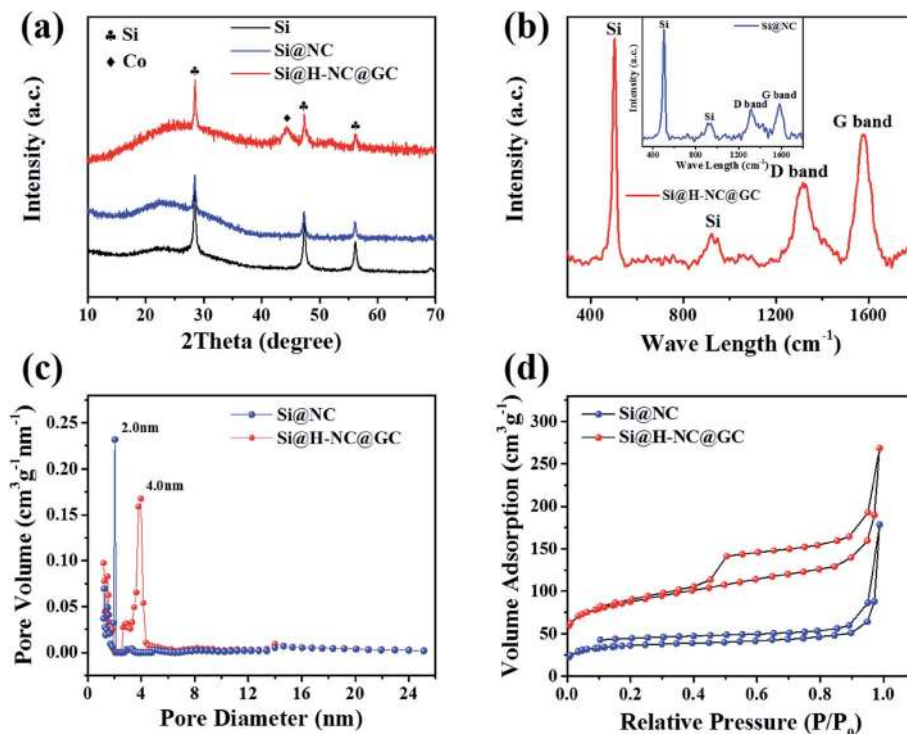 (a)
♣ Si
♦ Co
Si
Si@NC
Si@H-NC@GC
♣
♦
♣
♣
Intensity (a.c.)
10 20 30 40 50 60 70
2Theta (degree)
(b)
Si
Si
Si@NC
Intensity (a.c.)
Si
D band
G band
400 800 1200 1600
Wave Length (cm-1)
G band
D band
Si@H-NC@GC
Si
Intensity (a.c.)
400 800 1200 1600
Wave Length (cm-1)
(c)
Si@NC
Si@H-NC@GC
2.0nm
4.0nm
0.25
0.20
0.15
0.10
0.05
0.00
Pore Volume (cm3g-1nm-1)
0 4 8 12 16 20 24
Pore Diameter (nm)
(d)
Si@NC
Si@H-NC@GC
300
250
200
150
100
50
0
Volume Adsorption (cm3g-1)
0.0 0.2 0.4 0.6 0.8 1.0
Relative Pressure (P/P0)